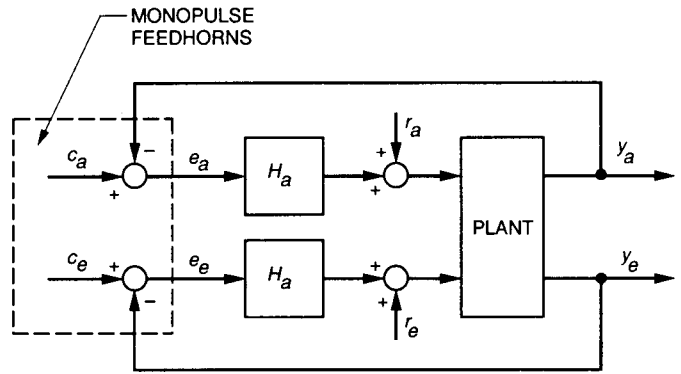 MONOPULSE
FEEDHORNS
r_a
y_a
c_a
−
e_a
H_a
+
+
+
PLANT
c_e
+
−
e_e
H_a
+
+
r_e
y_e